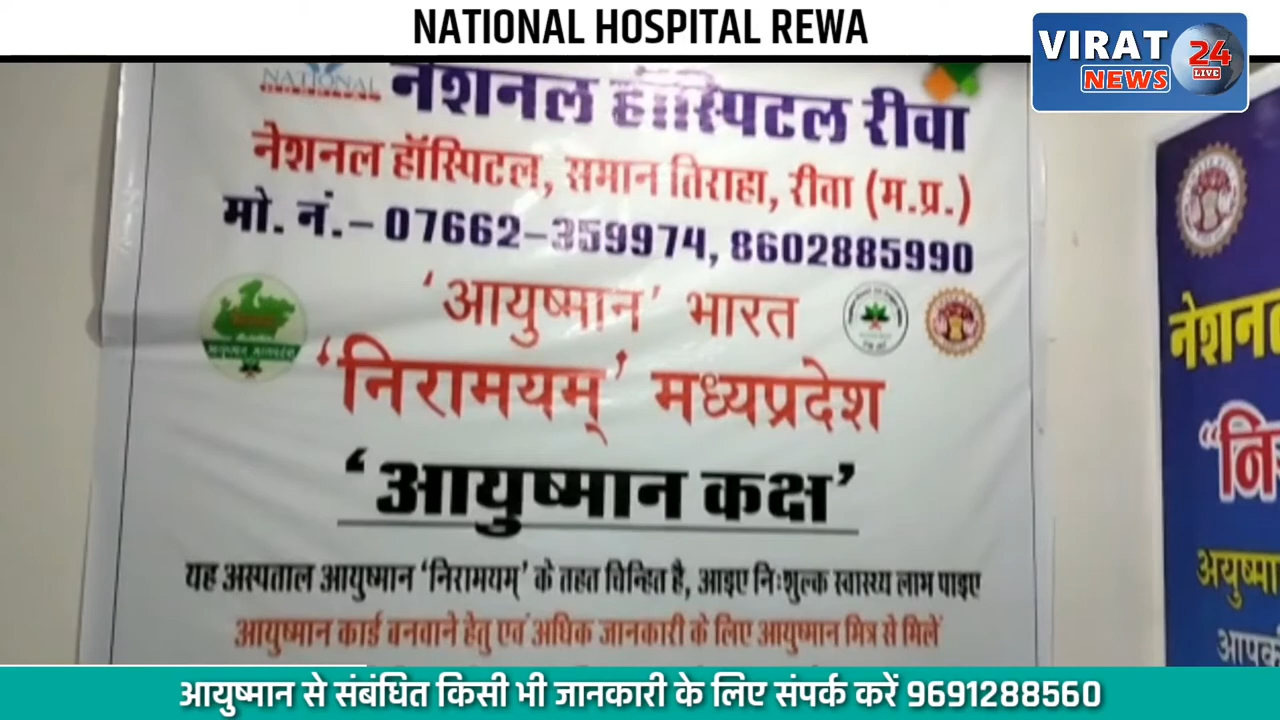 NATIONAL HOSPITAL REWA
VIRAT 24
NEWS LIVE
NATIONAL
नेशनल हॉस्पिटल रीवा
नेशनल हॉस्पिटल, समान तिराहा, रीवा (म.प्र.)
मो. नं.- 07662-359974, 8602885990
'आयुष्मान' भारत
'निरामयम्' मध्यप्रदेश
'आयुष्मान कक्ष'
यह अस्पताल आयुष्मान 'निरामयम्' के तहत चिन्हित है, आइए निःशुल्क स्वास्थ्य लाभ पाइए
आयुष्मान कार्ड बनवाने हेतु एवं अधिक जानकारी के लिए आयुष्मान मित्र से मिलें
आयुष्मान से संबंधित किसी भी जानकारी के लिए संपर्क करें 9691288560